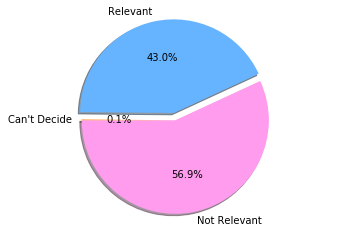 Relevant
43.0%
Can't Decide
0.1%
56.9%
Not Relevant